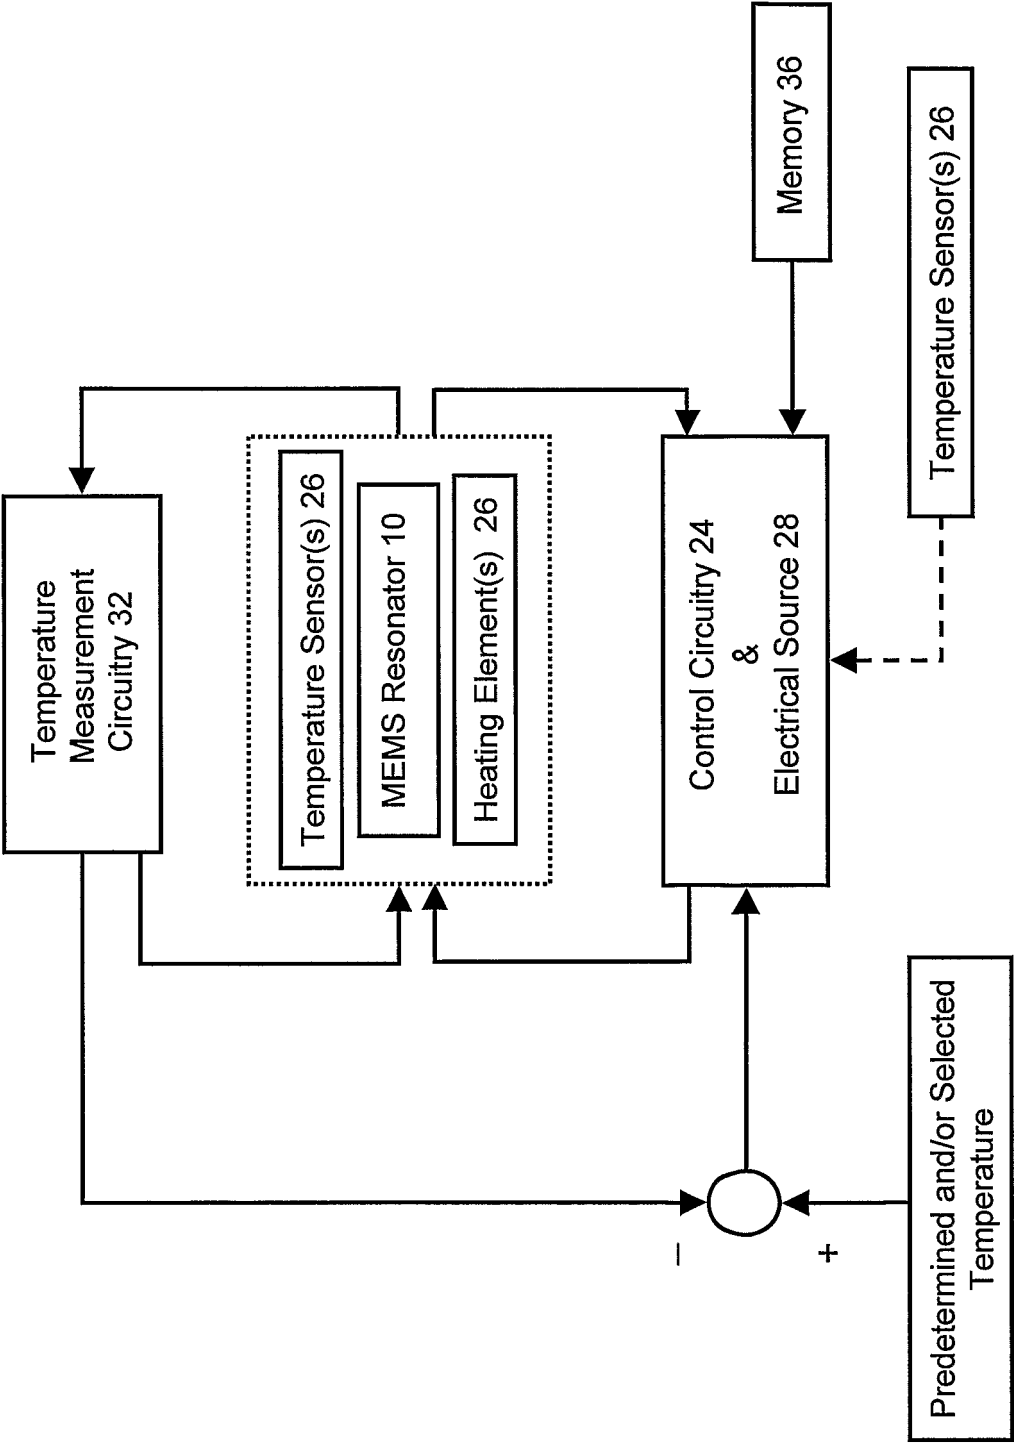 Temperature
Measurement
Circuitry 32
Temperature Sensor(s) 26
MEMS Resonator 10
Heating Element(s) 26
Control Circuitry 24
&
Electrical Source 28
Memory 36
Temperature Sensor(s) 26
−
+
Predetermined and/or Selected
Temperature